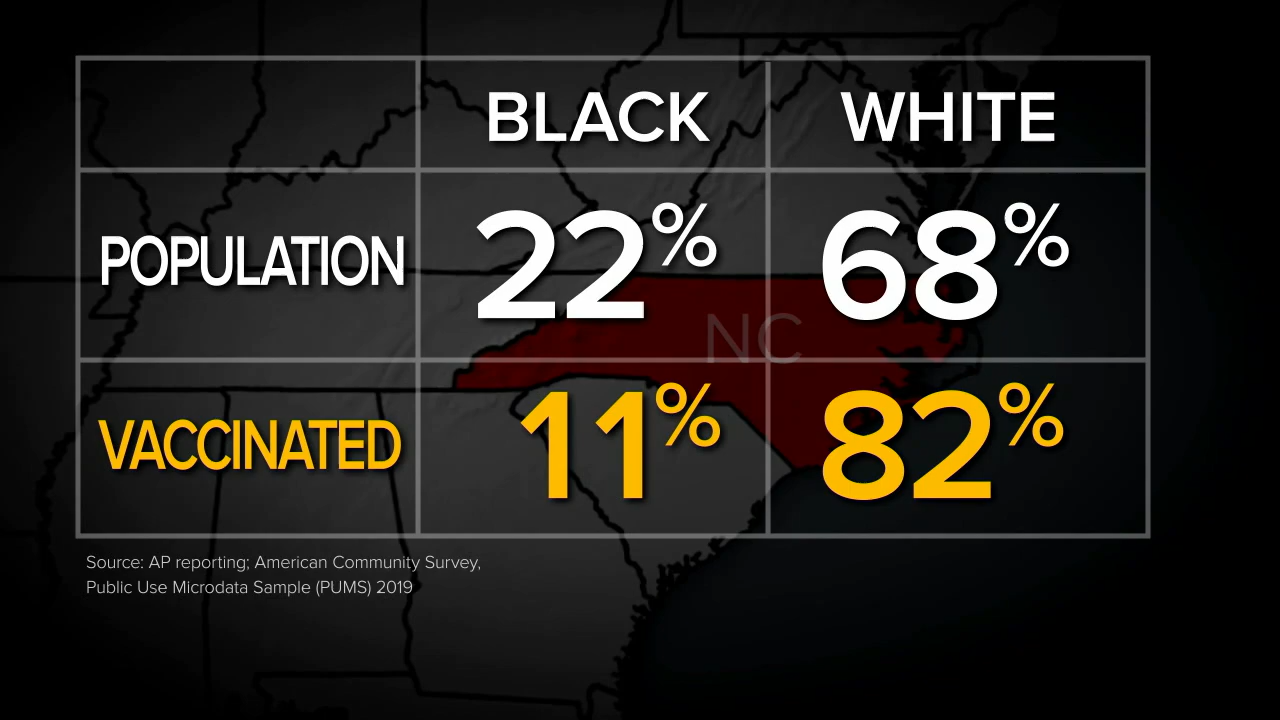 BLACK WHITE
POPULATION 22% 68%
NC
VACCINATED 11% 82%
Source: AP reporting; American Community Survey,
Public Use Microdata Sample (PUMS) 2019